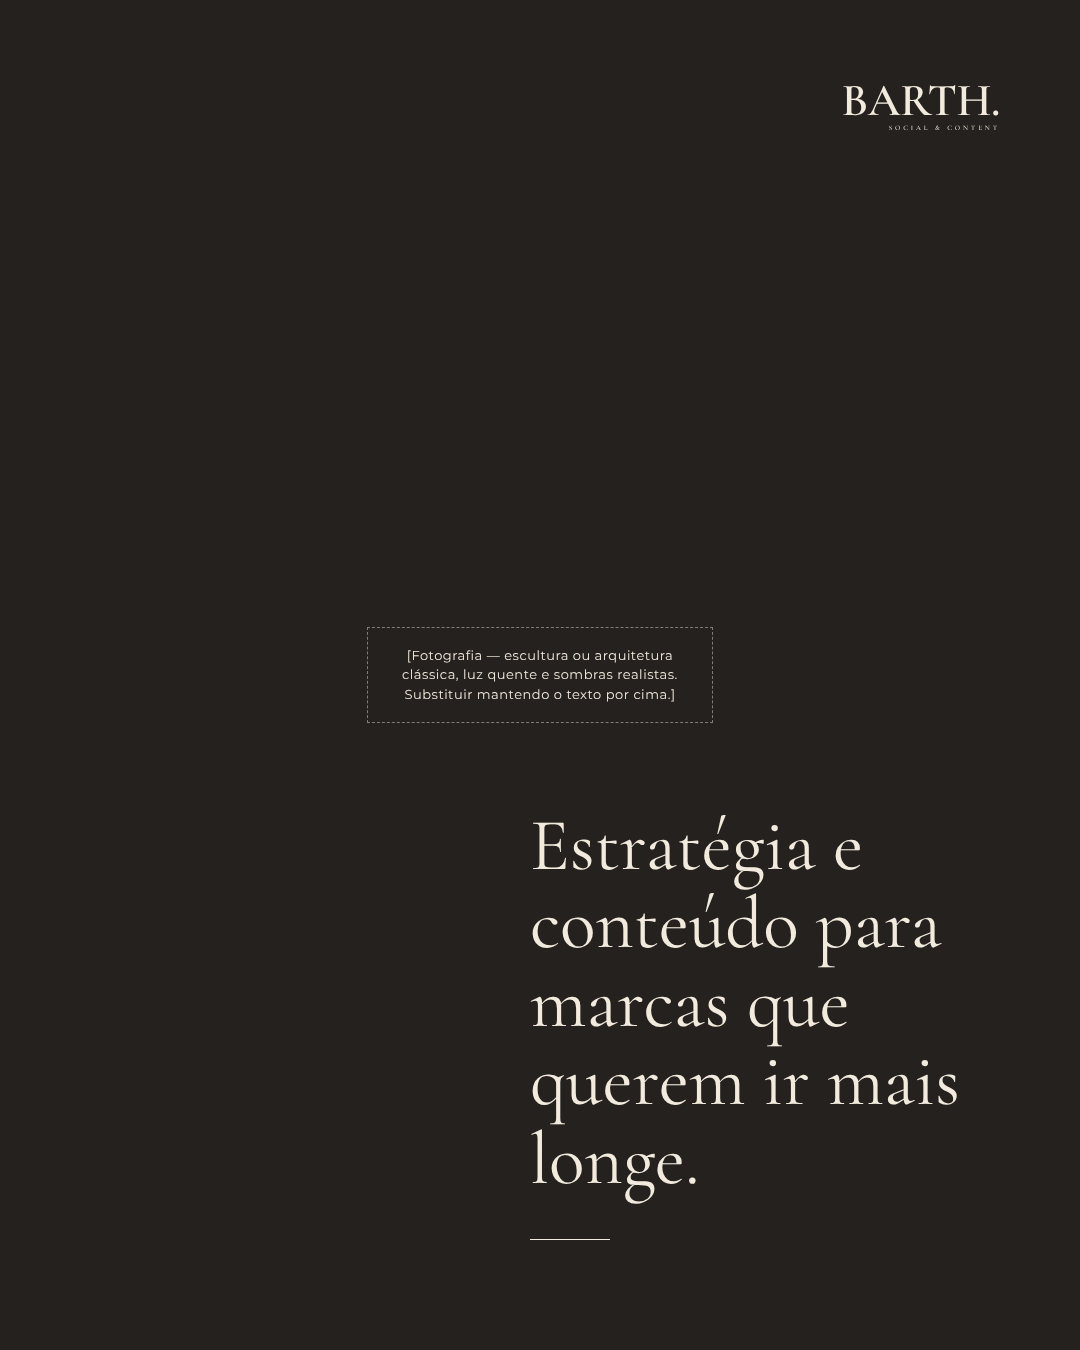 BARTH.
SOCIAL & CONTENT
[Fotografia — escultura ou arquitetura
clássica, luz quente e sombras realistas.
Substituir mantendo o texto por cima.]
Estratégia e
conteúdo para
marcas que
querem ir mais
longe.